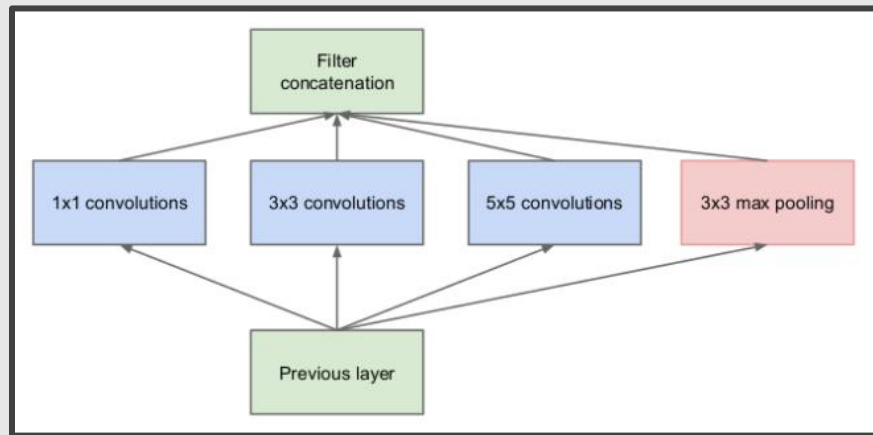 Filter
concatenation
1x1 convolutions
3x3 convolutions
5x5 convolutions
3x3 max pooling
Previous layer